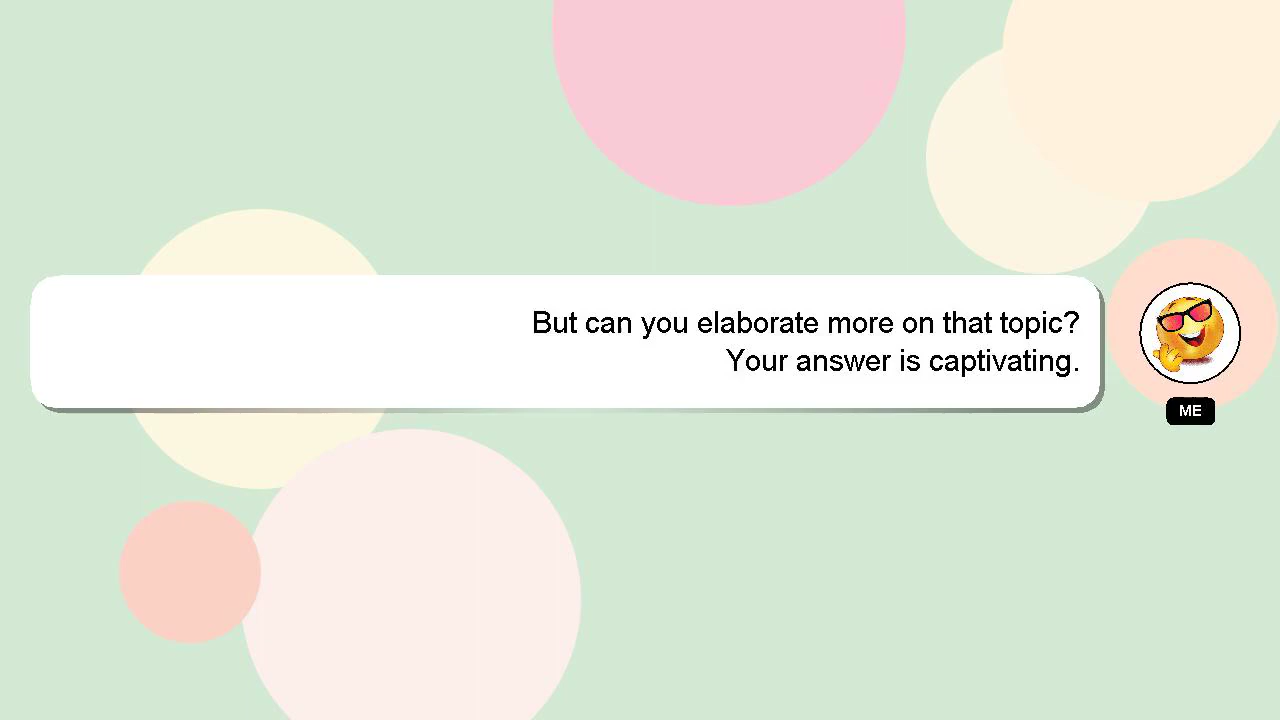 But can you elaborate more on that topic?
Your answer is captivating.
ME